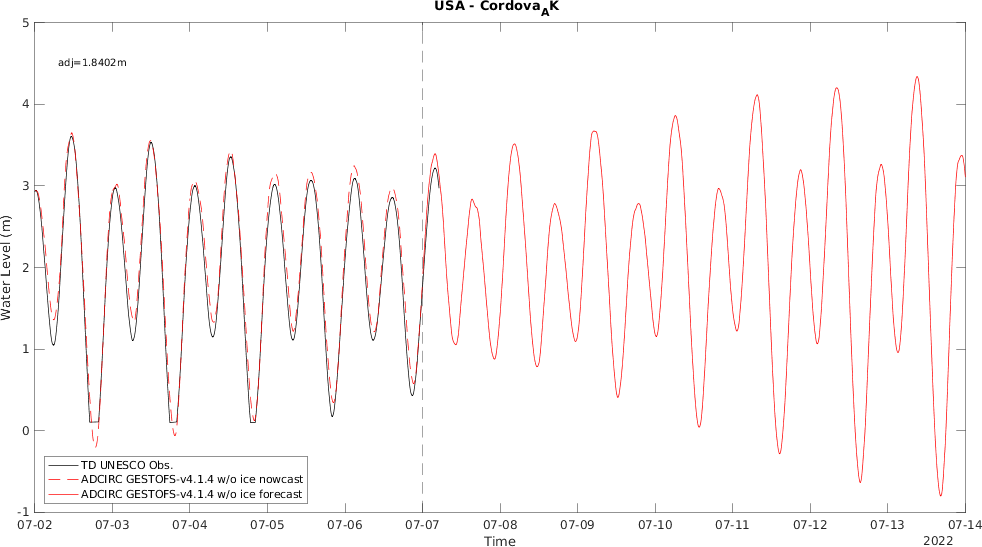 USA - Cordova_AK
adj=1.8402m
5
4
3
2
1
0
-1
Water Level (m)
TD UNESCO Obs.
ADCIRC GESTOFS-v4.1.4 w/o ice nowcast
ADCIRC GESTOFS-v4.1.4 w/o ice forecast
07-02 07-03 07-04 07-05 07-06 07-07 07-08 07-09 07-10 07-11 07-12 07-13 07-14
Time
2022